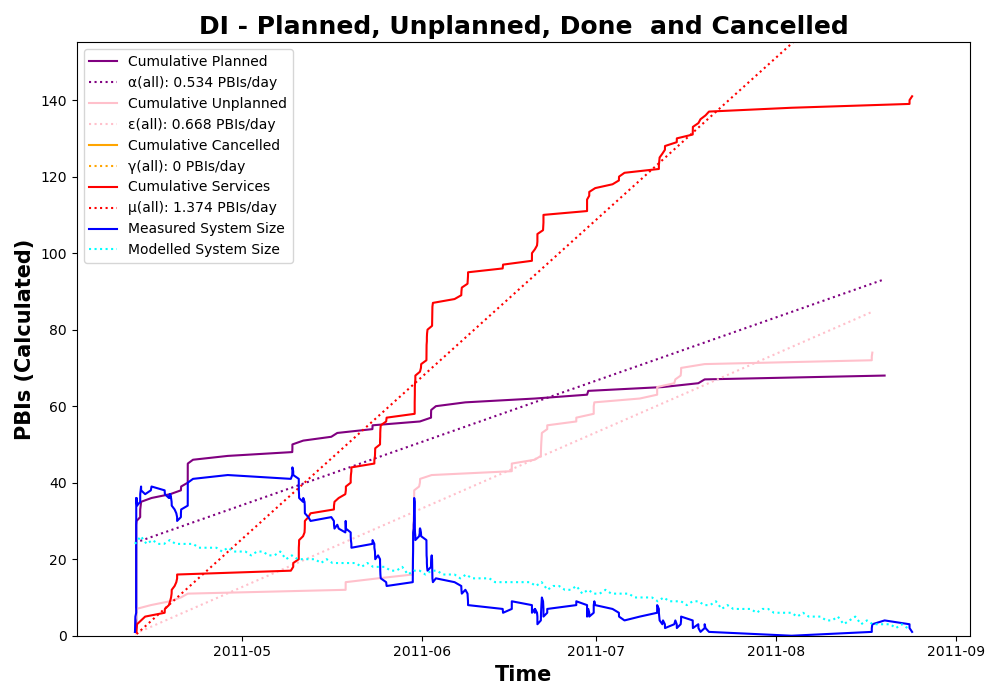 DI - Planned, Unplanned, Done  and Cancelled
Cumulative Planned
α(all): 0.534 PBIs/day
Cumulative Unplanned
ε(all): 0.668 PBIs/day
Cumulative Cancelled
γ(all): 0 PBIs/day
Cumulative Services
μ(all): 1.374 PBIs/day
Measured System Size
Modelled System Size
PBIs (Calculated)
140
120
100
80
60
40
20
0
2011-05
2011-06
2011-07
2011-08
2011-09
Time